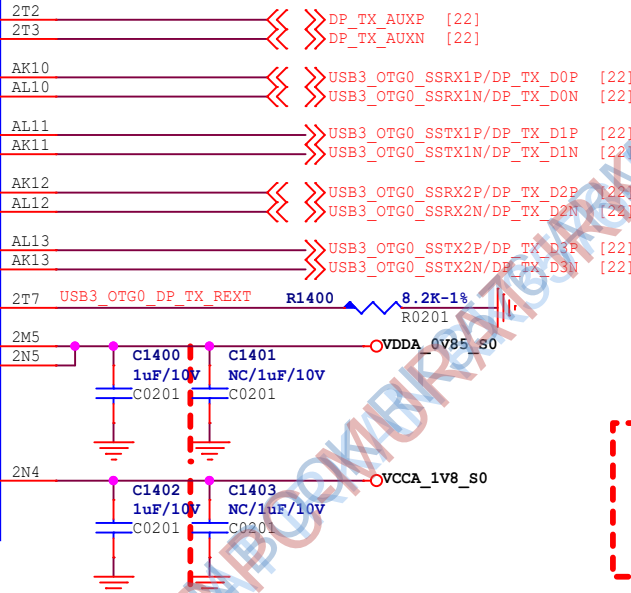 2T2 DP_TX_AUXP [22]
2T3 DP_TX_AUXN [22]
AK10 USB3_OTG0_SSRX1P/DP_TX_D0P [22]
AL10 USB3_OTG0_SSRX1N/DP_TX_D0N [22]
AL11 USB3_OTG0_SSTX1P/DP_TX_D1P [22]
AK11 USB3_OTG0_SSTX1N/DP_TX_D1N [22]
AK12 USB3_OTG0_SSRX2P/DP_TX_D2P [22]
AL12 USB3_OTG0_SSRX2N/DP_TX_D2N [22]
AL13 USB3_OTG0_SSTX2P/DP_TX_D3P [22]
AK13 USB3_OTG0_SSTX2N/DP_TX_D3N [22]
2T7 USB3_OTG0_DP_TX_REXT R1400 8.2K-1%
R0201
2M5 VDDA_0V85_S0
2N5 C1400 C1401
1uF/10V NC/1uF/10V
C0201 C0201
2N4 VCCA_1V8_S0
C1402 C1403
1uF/10V NC/1uF/10V
C0201 C0201